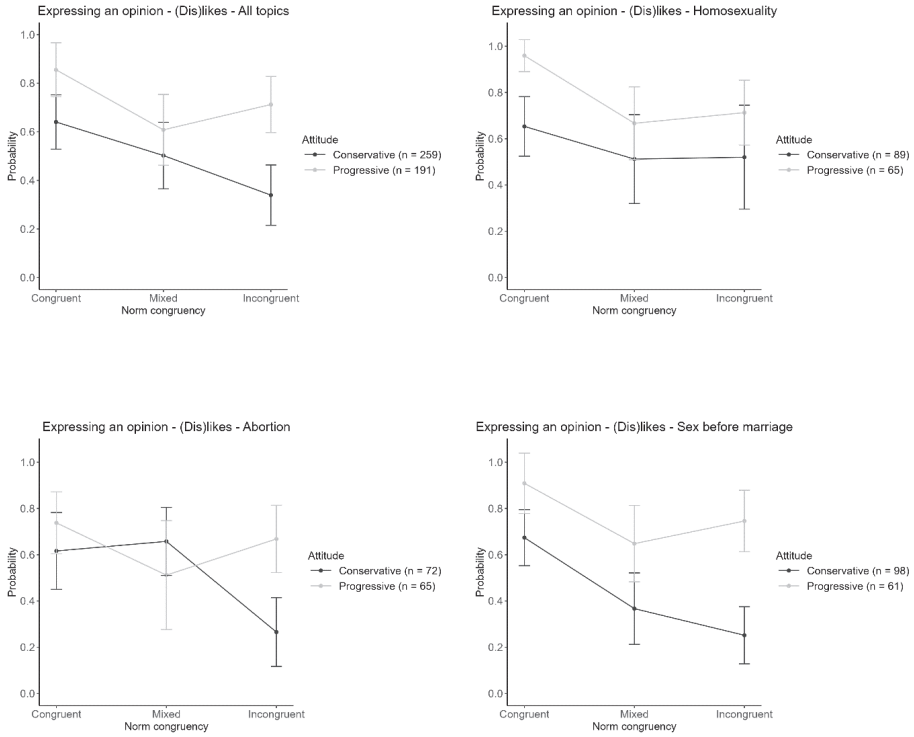 Expressing an opinion - (Dis)likes - All topics
1.0
0.8
0.6
0.4
0.2
0.0
Probability
Congruent Mixed Incongruent
Norm congruency
Attitude
Conservative (n = 259)
Progressive (n = 191)
Expressing an opinion - (Dis)likes - Homosexuality
1.0
0.8
0.6
0.4
0.2
0.0
Probability
Congruent Mixed Incongruent
Norm congruency
Attitude
Conservative (n = 89)
Progressive (n = 65)
Expressing an opinion - (Dis)likes - Abortion
1.0
0.8
0.6
0.4
0.2
0.0
Probability
Congruent Mixed Incongruent
Norm congruency
Attitude
Conservative (n = 72)
Progressive (n = 65)
Expressing an opinion - (Dis)likes - Sex before marriage
1.0
0.8
0.6
0.4
0.2
0.0
Probability
Congruent Mixed Incongruent
Norm congruency
Attitude
Conservative (n = 98)
Progressive (n = 61)